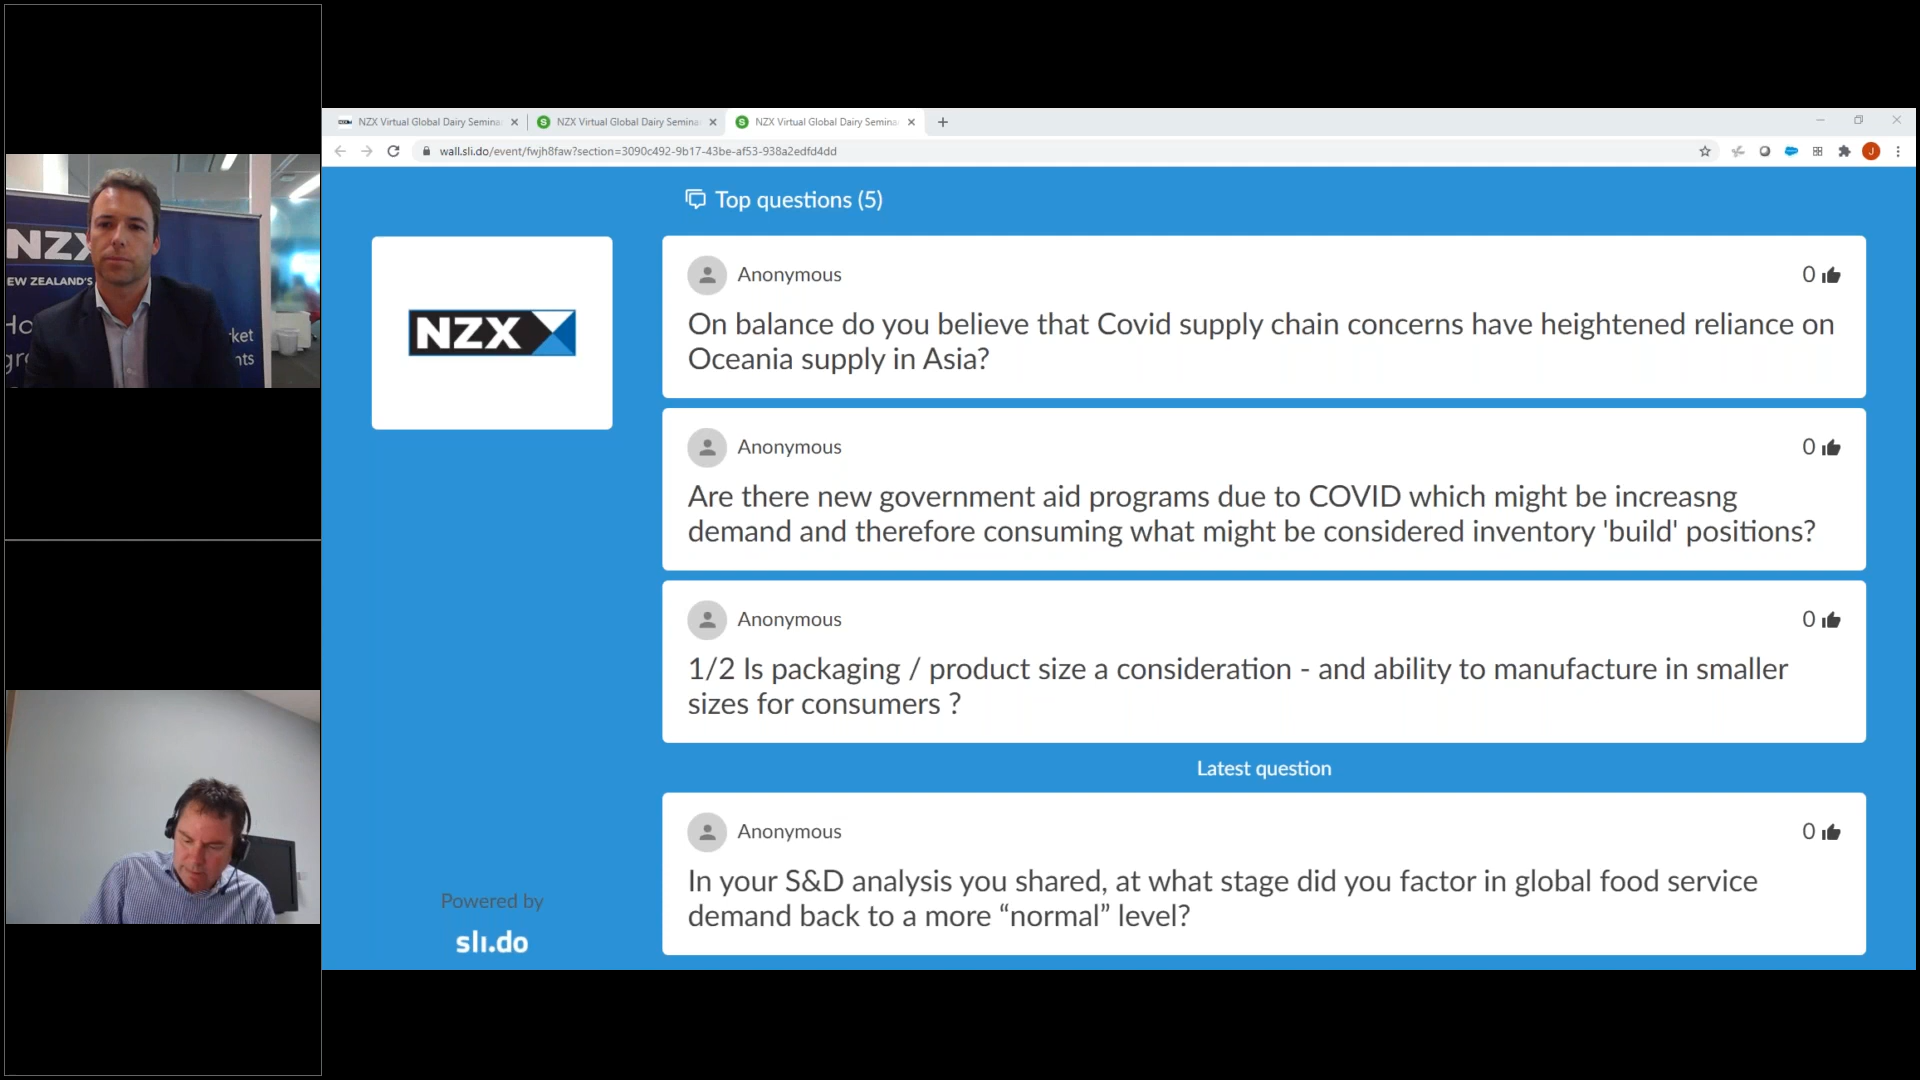 NZX Virtual Global Dairy Semina
NZX Virtual Global Dairy Semina
NZX Virtual Global Dairy Semina
wall.sli.do/event/fwjh8faw?section=3090c492-9b17-43be-af53-938a2edfd4dd
J
Top questions (5)
NZX
Anonymous
0
On balance do you believe that Covid supply chain concerns have heightened reliance on
Oceania supply in Asia?
Anonymous
0
Are there new government aid programs due to COVID which might be increasng
demand and therefore consuming what might be considered inventory 'build' positions?
Anonymous
0
1/2 Is packaging / product size a consideration - and ability to manufacture in smaller
sizes for consumers ?
Latest question
Anonymous
0
In your S&D analysis you shared, at what stage did you factor in global food service
demand back to a more “normal” level?
Powered by
sli.do
NZX
EW ZEALAND'S
Ho
rket
gr
nts